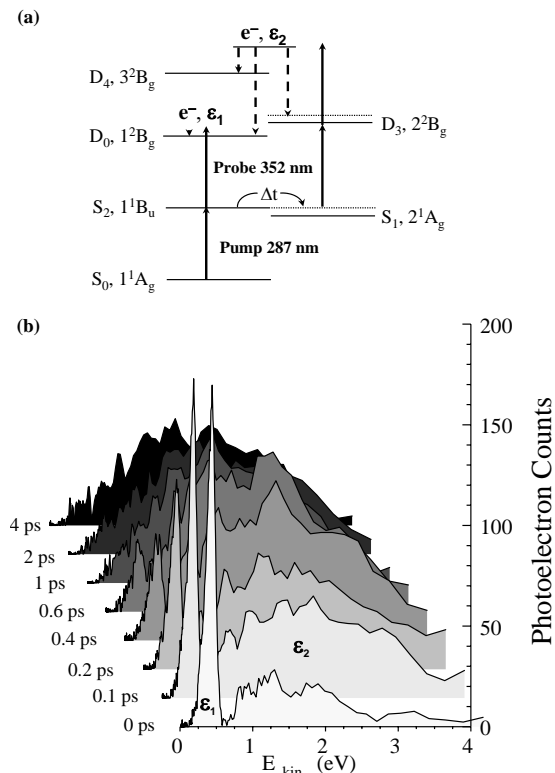 (a)
e⁻, ε₂
D₄, 3²B_g
e⁻, ε₁
D₃, 2²B_g
D₀, 1²B_g
Probe 352 nm
Δt
S₂, 1¹B_u
S₁, 2¹A_g
Pump 287 nm
S₀, 1¹A_g
(b)
200
150
100
50
0
Photoelectron Counts
4 ps
2 ps
1 ps
0.6 ps
0.4 ps
0.2 ps
0.1 ps
0 ps
ε₂
ε₁
0 1 2 3 4
E_kin (eV)